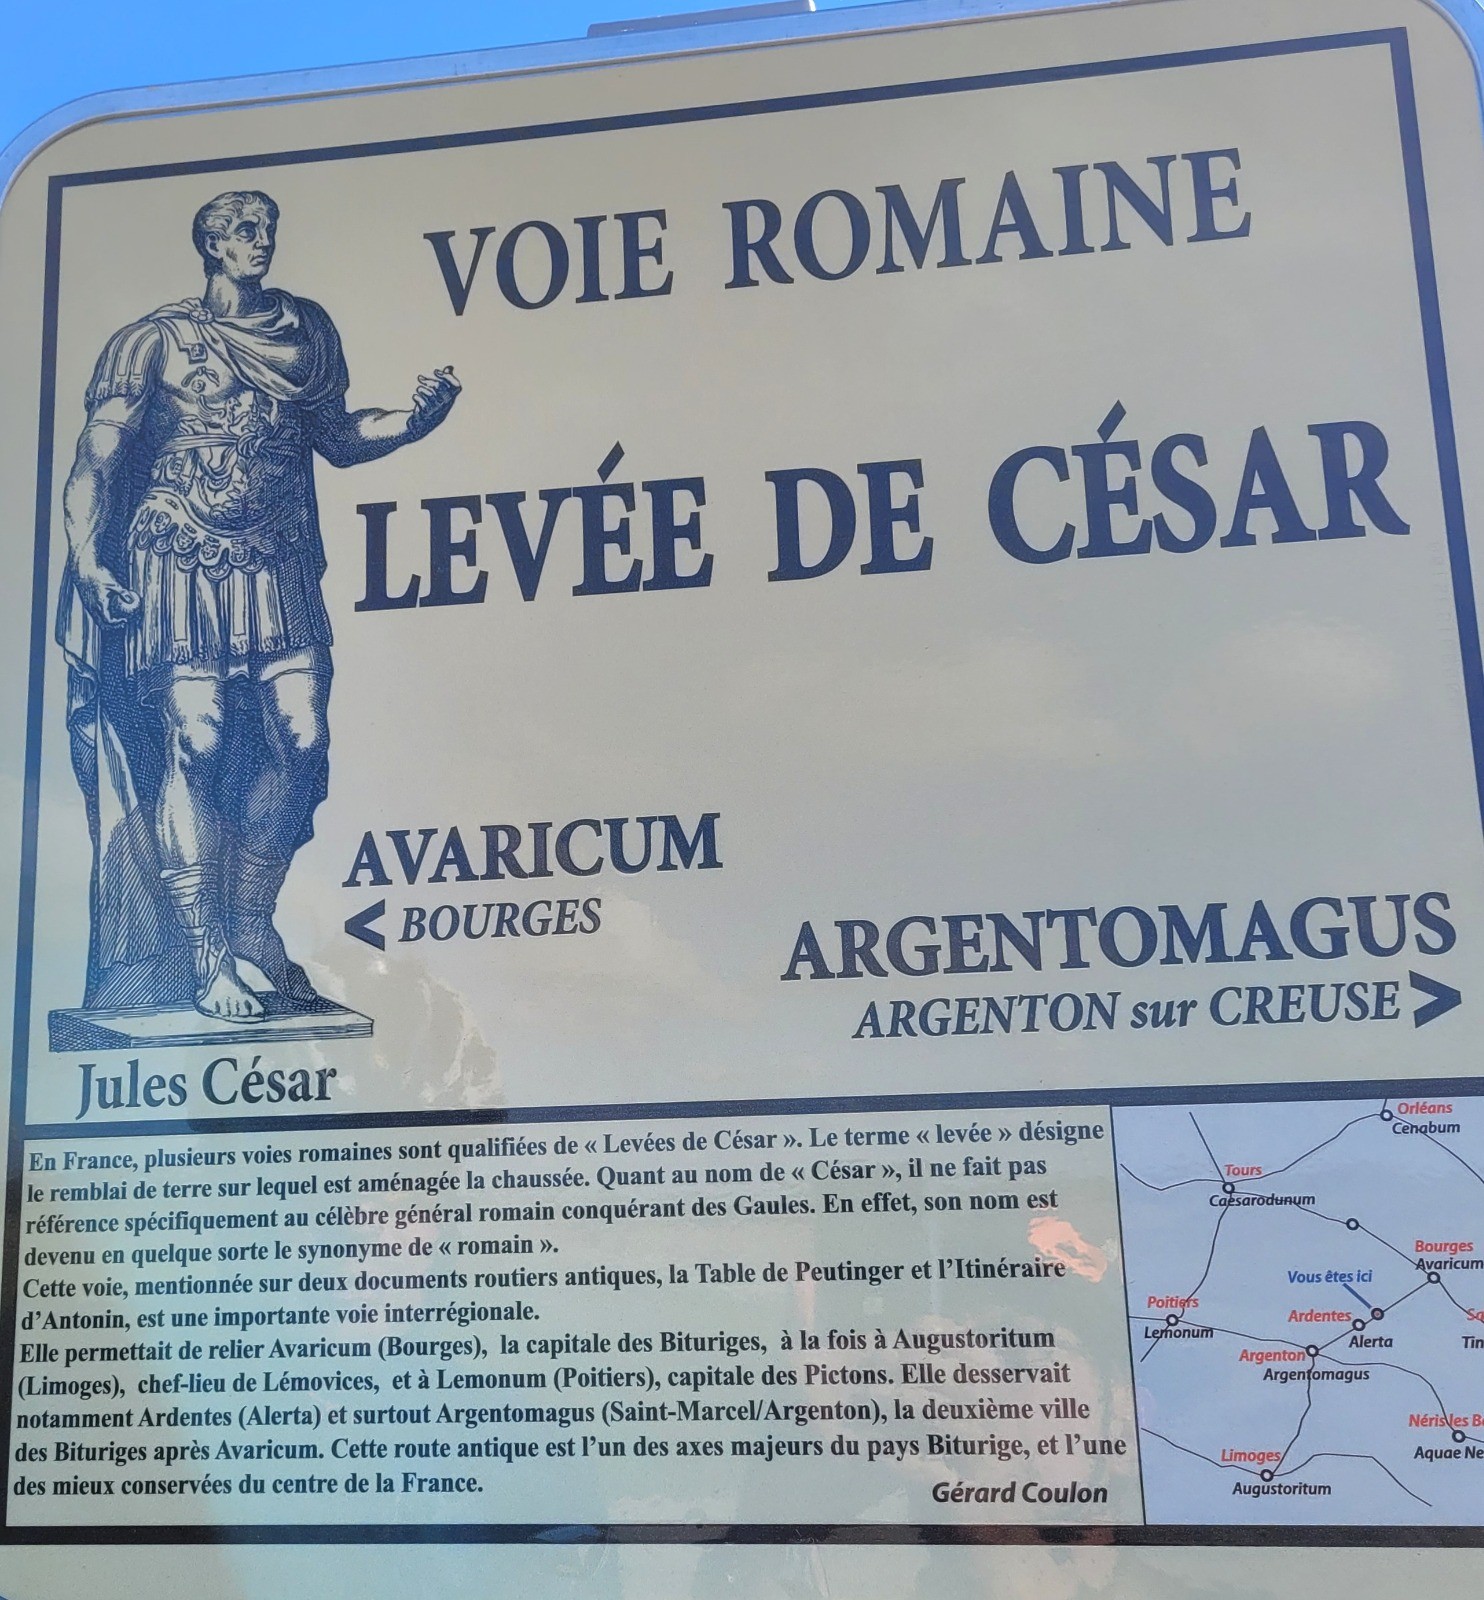 VOIE ROMAINE
LEVÉE DE CÉSAR
AVARICUM
< BOURGES
ARGENTOMAGUS
ARGENTON sur CREUSE >
Jules César
En France, plusieurs voies romaines sont qualifiées de « Levées de César ». Le terme « levée » désigne
le remblai de terre sur lequel est aménagée la chaussée. Quant au nom de « César », il ne fait pas
référence spécifiquement au célèbre général romain conquérant des Gaules. En effet, son nom est
devenu en quelque sorte le synonyme de « romain ».
Cette voie, mentionnée sur deux documents routiers antiques, la Table de Peutinger et l'Itinéraire
d'Antonin, est une importante voie interrégionale.
Elle permettait de relier Avaricum (Bourges), la capitale des Bituriges, à la fois à Augustoritum
(Limoges), chef-lieu de Lémovices, et à Lemonum (Poitiers), capitale des Pictons. Elle desservait
notamment Ardentes (Alerta) et surtout Argentomagus (Saint-Marcel/Argenton), la deuxième ville
des Bituriges après Avaricum. Cette route antique est l'un des axes majeurs du pays Biturige, et l'une
des mieux conservées du centre de la France.
Gérard Coulon
Orléans
Cenabum
Tours
Caesarodunum
Bourges
Avaricum
Vous êtes ici
Poitiers
Lemonum
Ardentes
Alerta
Argenton
Argentomagus
Tin
Néris les B
Aquae Ne
Limoges
Augustoritum